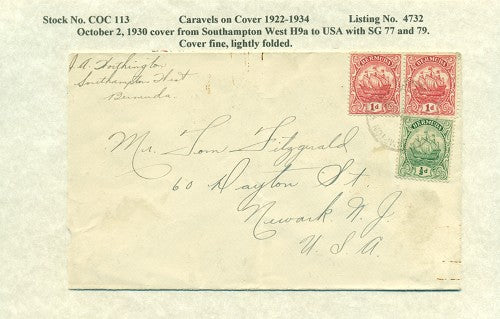 Stock No. COC 113 Caravels on Cover 1922-1934 Listing No. 4732
October 2, 1930 cover from Southampton West H9a to USA with SG 77 and 79.
Cover fine, lightly folded.
A. Worthington
Southampton West
Bermuda.
BERMUDA BERMUDA
1d 1d
BERMUDA
½d
Mr. Tom Fitzgerald
60 Dayton St.
Newark N. J.
U. S. A.